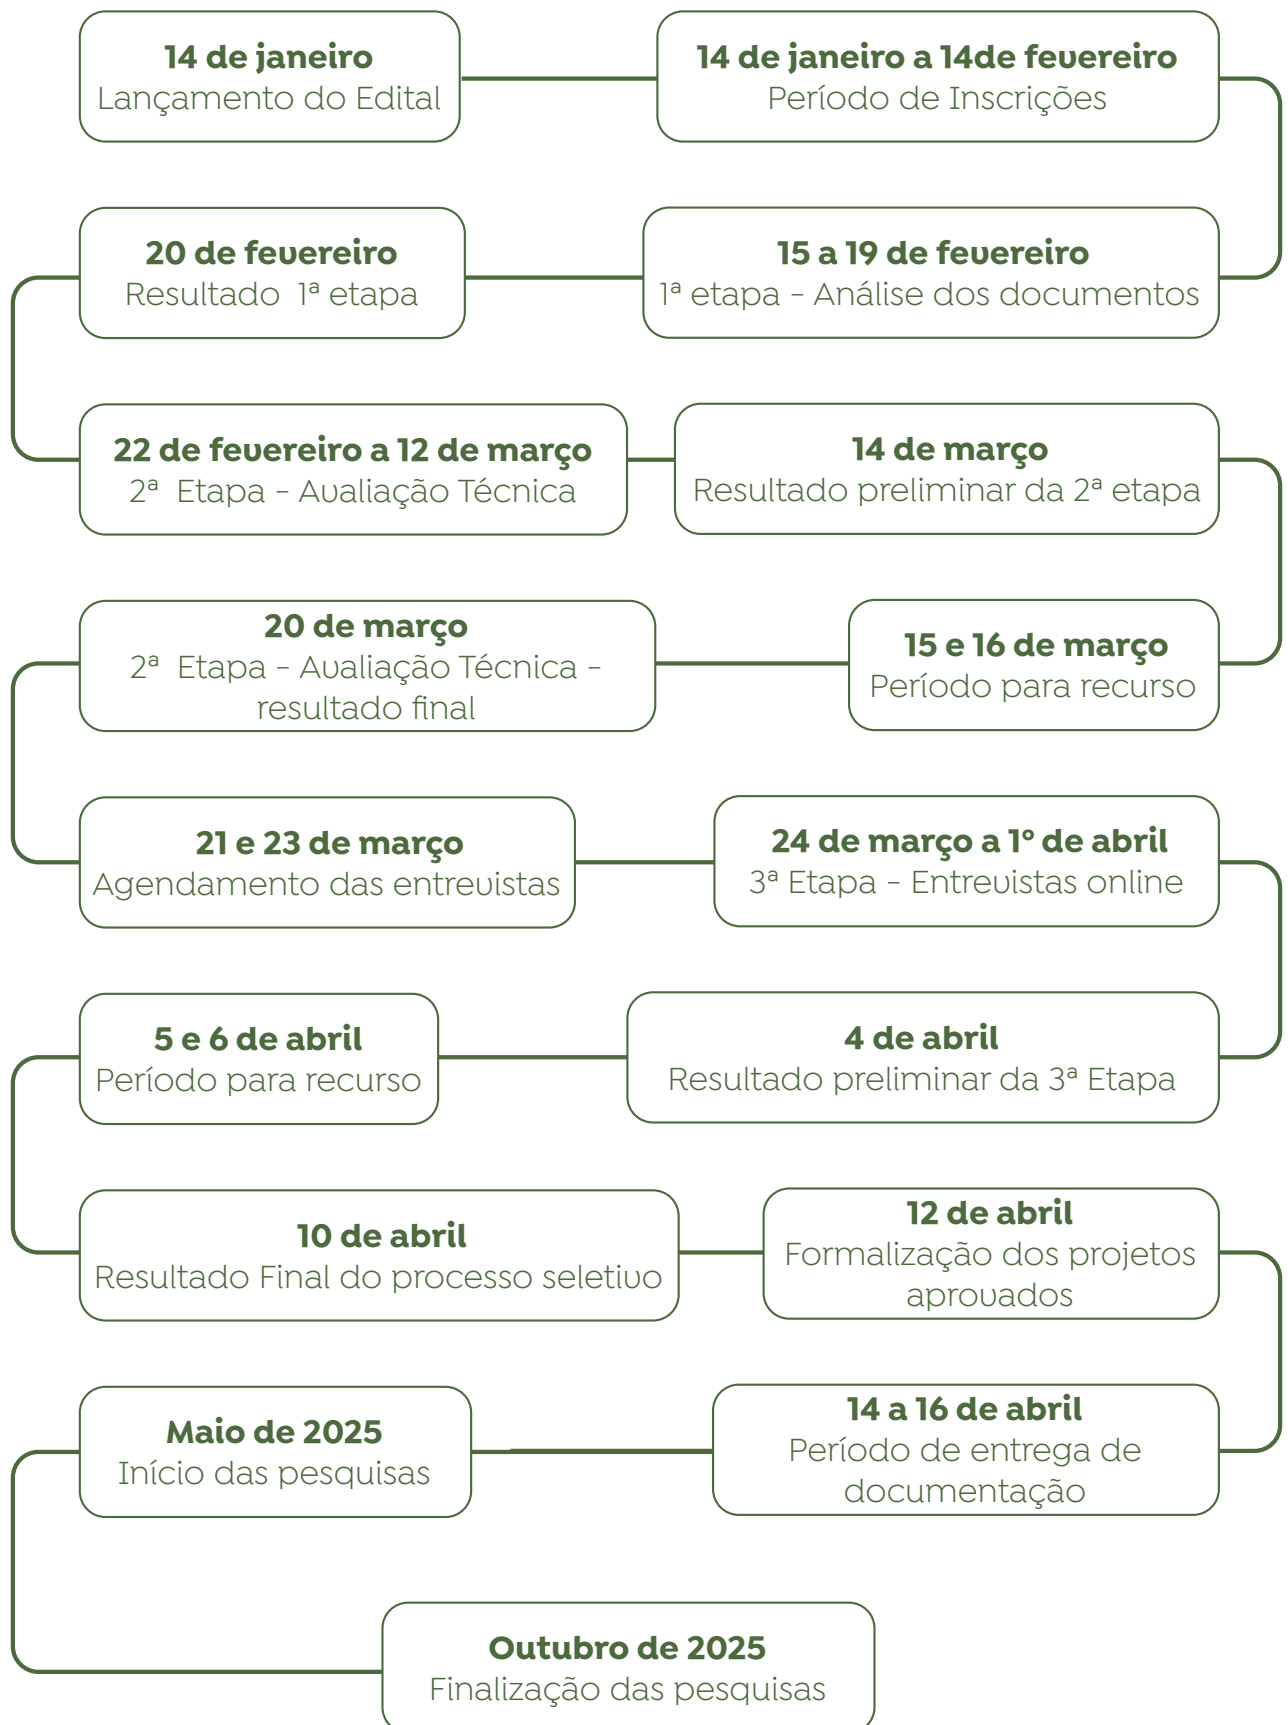 14 de janeiro
Lançamento do Edital
14 de janeiro a 14de fevereiro
Período de Inscrições
15 a 19 de fevereiro
1ª etapa - Análise dos documentos
20 de fevereiro
Resultado 1ª etapa
22 de fevereiro a 12 de março
2ª Etapa - Avaliação Técnica
14 de março
Resultado preliminar da 2ª etapa
15 e 16 de março
Período para recurso
20 de março
2ª Etapa - Avaliação Técnica -
resultado final
21 e 23 de março
Agendamento das entrevistas
24 de março a 1º de abril
3ª Etapa - Entrevistas online
4 de abril
Resultado preliminar da 3ª Etapa
5 e 6 de abril
Período para recurso
10 de abril
Resultado Final do processo seletivo
12 de abril
Formalização dos projetos
aprovados
14 a 16 de abril
Período de entrega de
documentação
Maio de 2025
Início das pesquisas
Outubro de 2025
Finalização das pesquisas